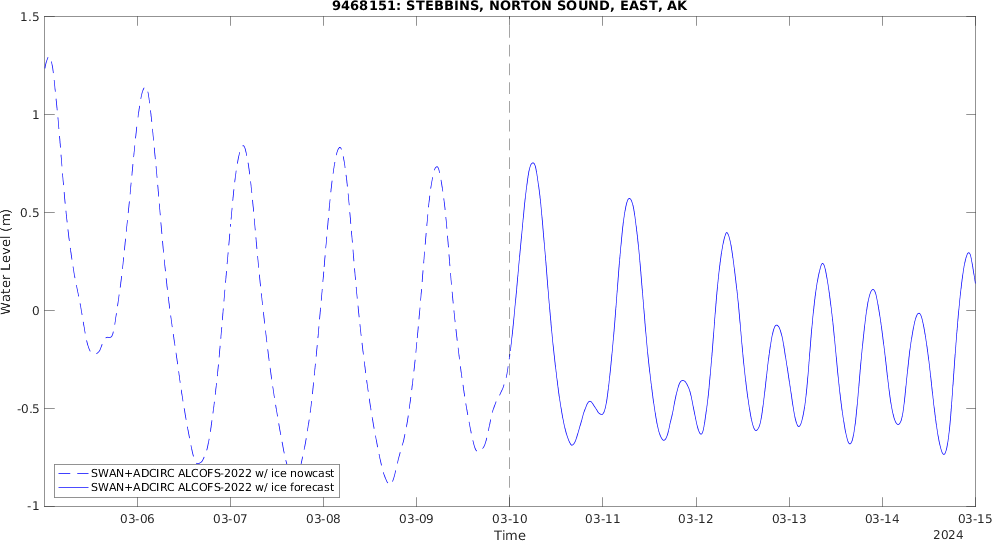 9468151: STEBBINS, NORTON SOUND, EAST, AK
Water Level (m)
1.5
1
0.5
0
-0.5
-1
SWAN+ADCIRC ALCOFS-2022 w/ ice nowcast
SWAN+ADCIRC ALCOFS-2022 w/ ice forecast
03-06 03-07 03-08 03-09 03-10 03-11 03-12 03-13 03-14 03-15
Time
2024